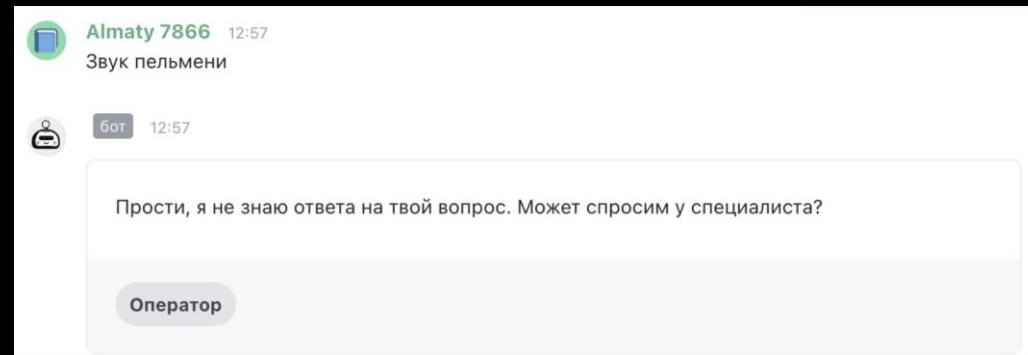 Almaty 7866 12:57
Звук пельмени
бот 12:57
Прости, я не знаю ответа на твой вопрос. Может спросим у специалиста?
Оператор